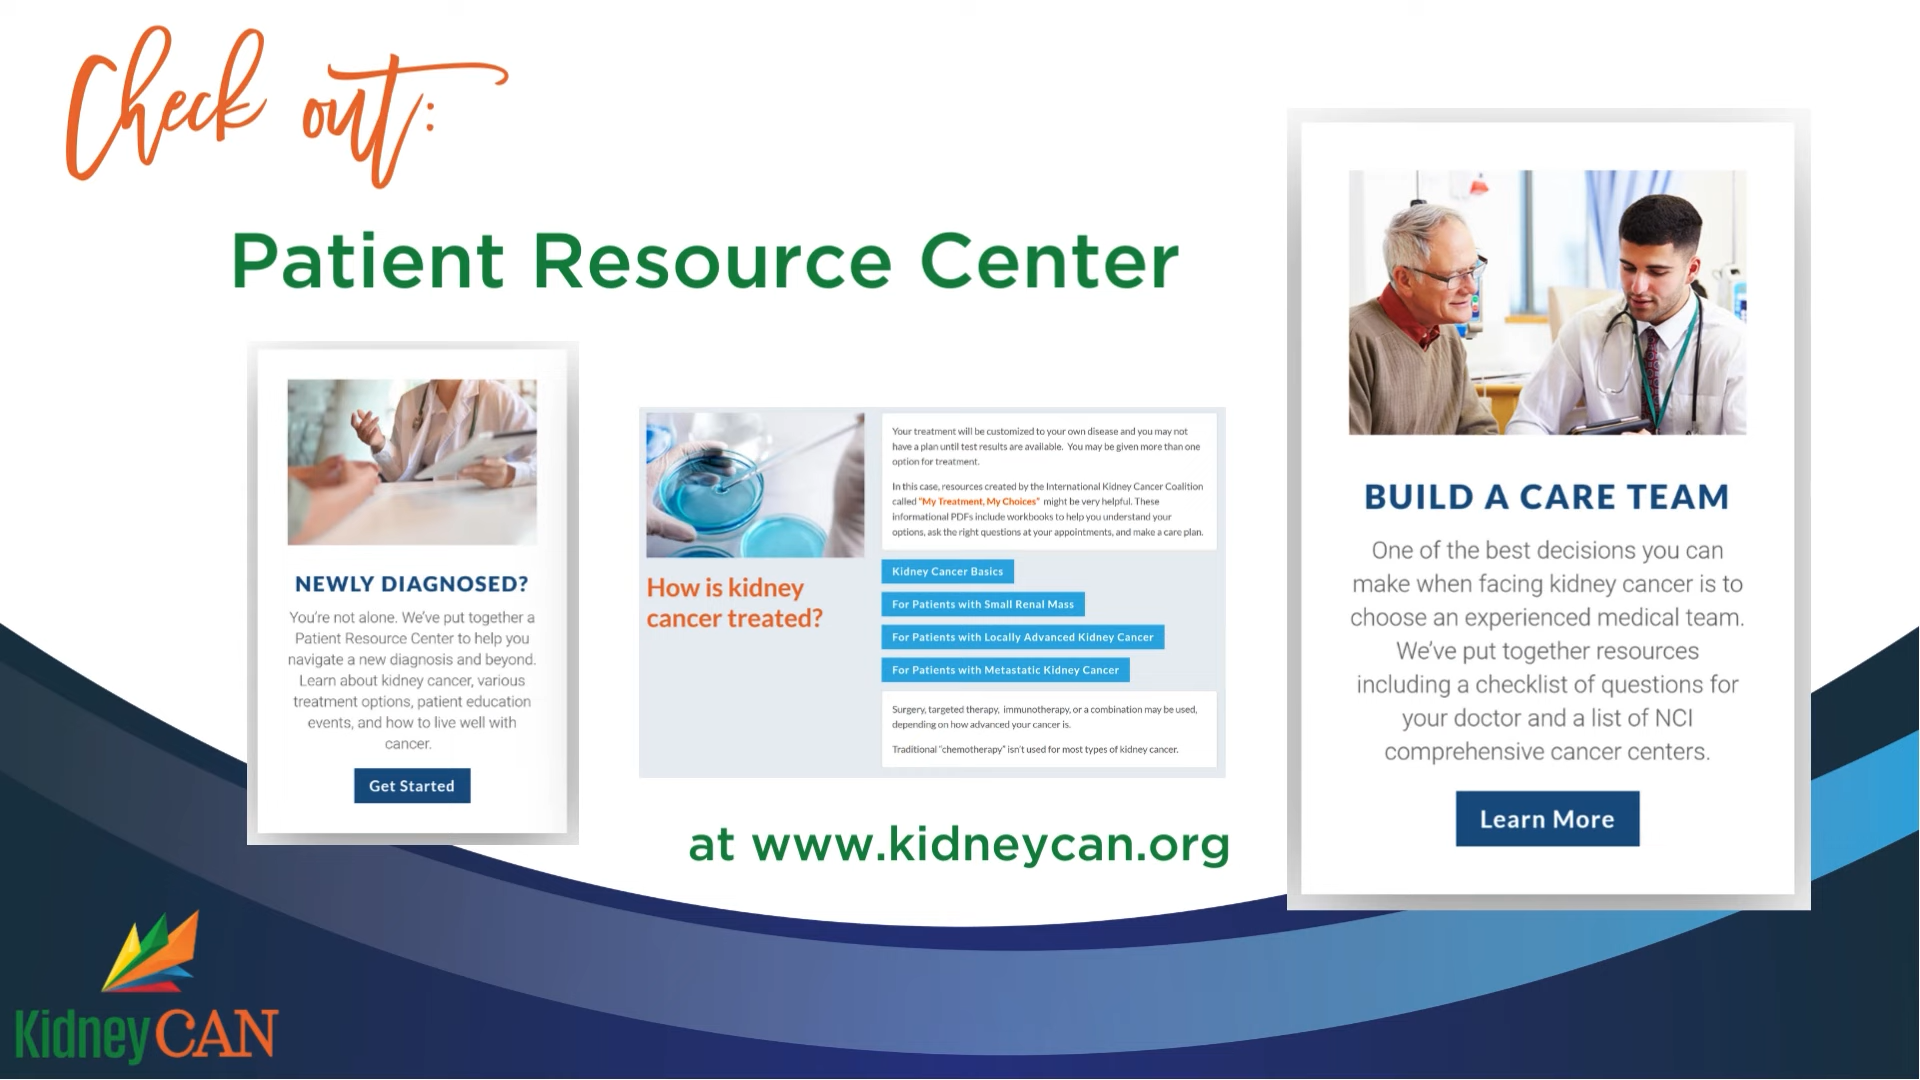 Check out:
Patient Resource Center
NEWLY DIAGNOSED?
You're not alone. We've put together a
Patient Resource Center to help you
navigate a new diagnosis and beyond.
Learn about kidney cancer, various
treatment options, patient education
events, and how to live well with
cancer.
Get Started
How is kidney
cancer treated?
Your treatment will be customized to your own disease and you may not
have a plan until test results are available. You may be given more than one
option for treatment.
In this case, resources created by the International Kidney Cancer Coalition
called "My Treatment, My Choices" might be very helpful. These
informational PDFs include workbooks to help you understand your
options, ask the right questions at your appointments, and make a care plan.
Kidney Cancer Basics
For Patients with Small Renal Mass
For Patients with Locally Advanced Kidney Cancer
For Patients with Metastatic Kidney Cancer
Surgery, targeted therapy, immunotherapy, or a combination may be used,
depending on how advanced your cancer is.
Traditional "chemotherapy" isn't used for most types of kidney cancer.
BUILD A CARE TEAM
One of the best decisions you can
make when facing kidney cancer is to
choose an experienced medical team.
We've put together resources
including a checklist of questions for
your doctor and a list of NCI
comprehensive cancer centers.
Learn More
at www.kidneycan.org
KidneyCAN